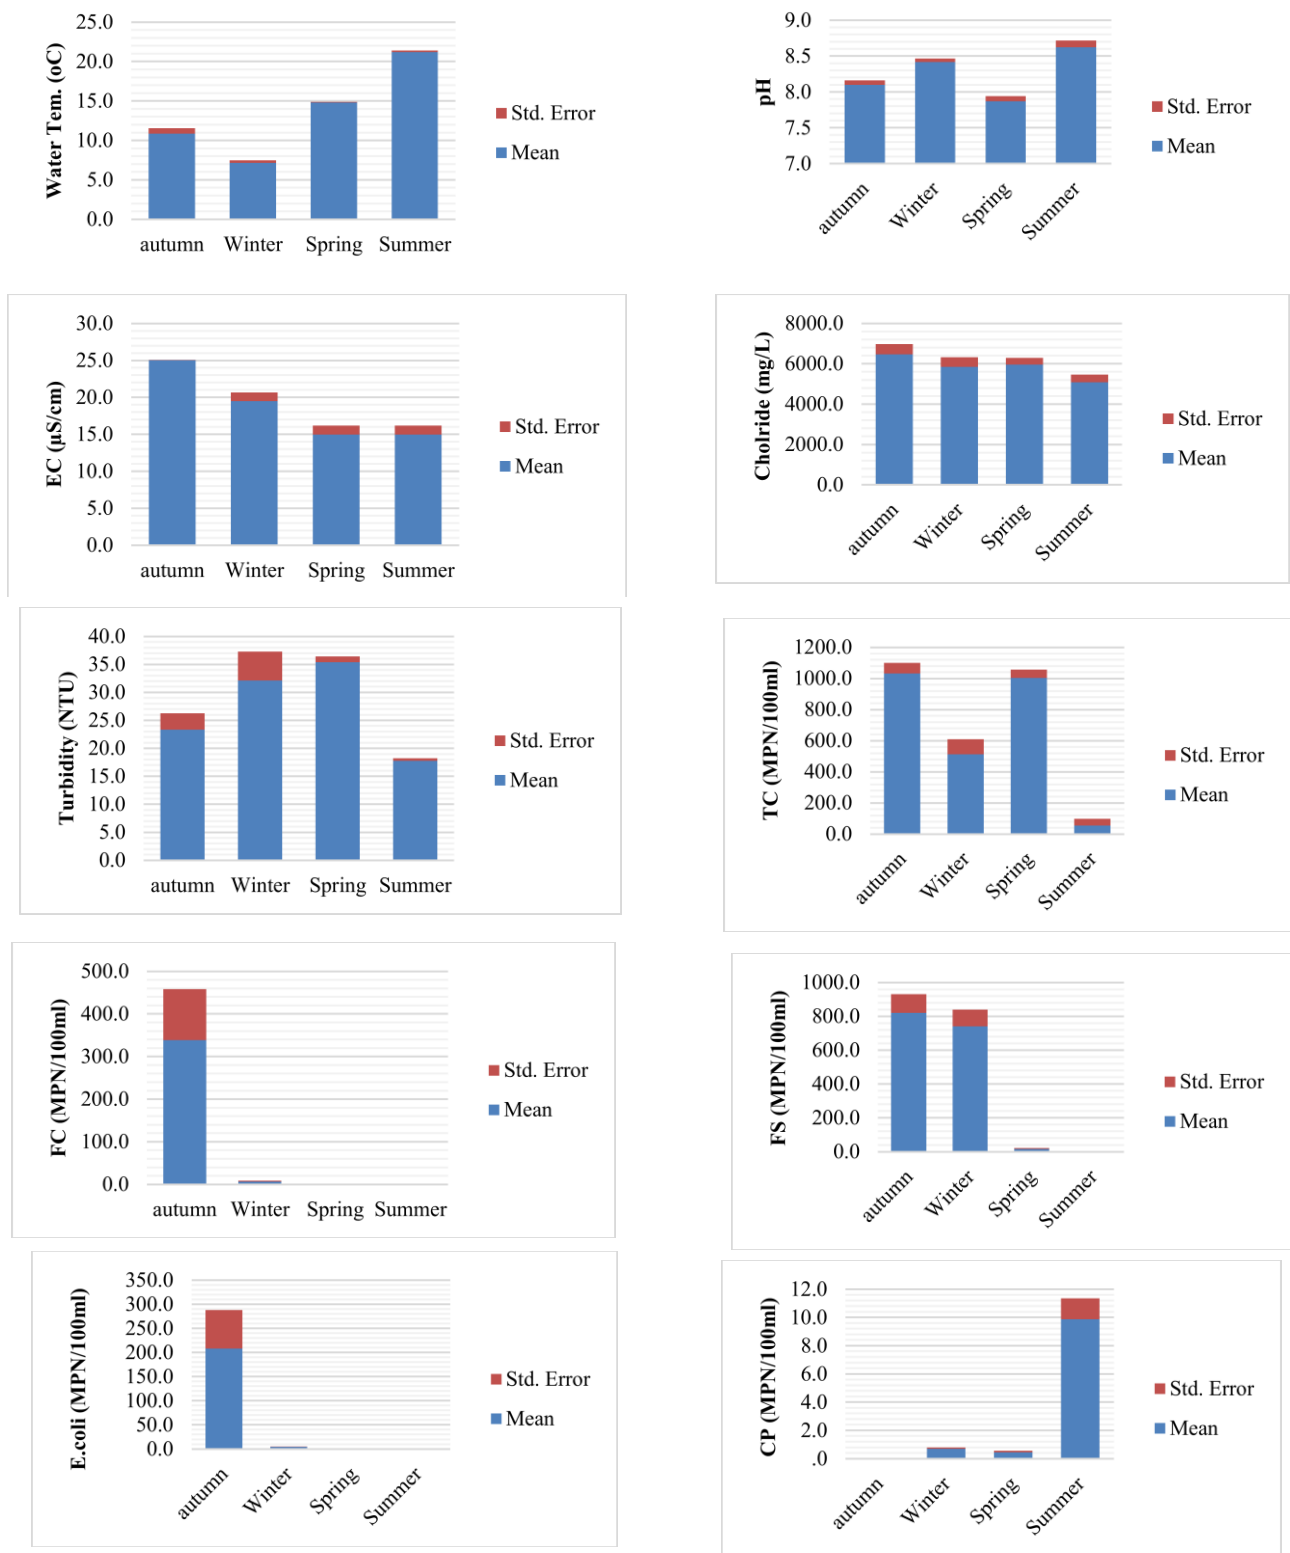 Water Tem. (oC)
25.0
20.0
15.0
10.0
5.0
0.0
autumn Winter Spring Summer
Std. Error
Mean
pH
9.0
8.5
8.0
7.5
7.0
autumn Winter Spring Summer
Std. Error
Mean
EC (µS/cm)
30.0
25.0
20.0
15.0
10.0
5.0
0.0
autumn Winter Spring Summer
Std. Error
Mean
Cholride (mg/L)
8000.0
6000.0
4000.0
2000.0
0.0
autumn Winter Spring Summer
Std. Error
Mean
Turbidity (NTU)
40.0
35.0
30.0
25.0
20.0
15.0
10.0
5.0
0.0
autumn Winter Spring Summer
Std. Error
Mean
TC (MPN/100ml)
1200.0
1000.0
800.0
600.0
400.0
200.0
0.0
autumn Winter Spring Summer
Std. Error
Mean
FC (MPN/100ml)
500.0
400.0
300.0
200.0
100.0
0.0
autumn Winter Spring Summer
Std. Error
Mean
FS (MPN/100ml)
1000.0
800.0
600.0
400.0
200.0
0.0
autumn Winter Spring Summer
Std. Error
Mean
E.coli (MPN/100ml)
350.0
300.0
250.0
200.0
150.0
100.0
50.0
0.0
autumn Winter Spring Summer
Std. Error
Mean
CP (MPN/100ml)
12.0
10.0
8.0
6.0
4.0
2.0
.0
autumn Winter Spring Summer
Std. Error
Mean